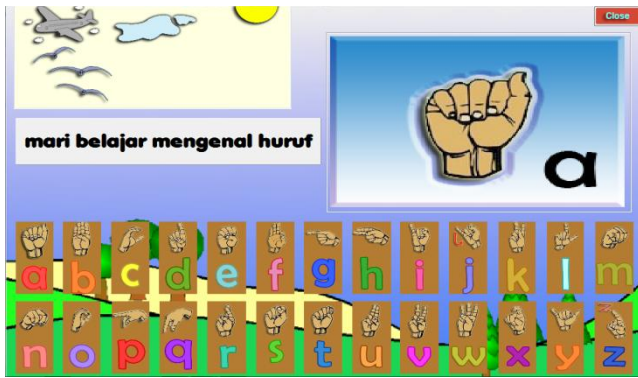 Close
mari belajar mengenal huruf
a
a b c d e f g h i j k l m
n o p q r s t u v w x y z